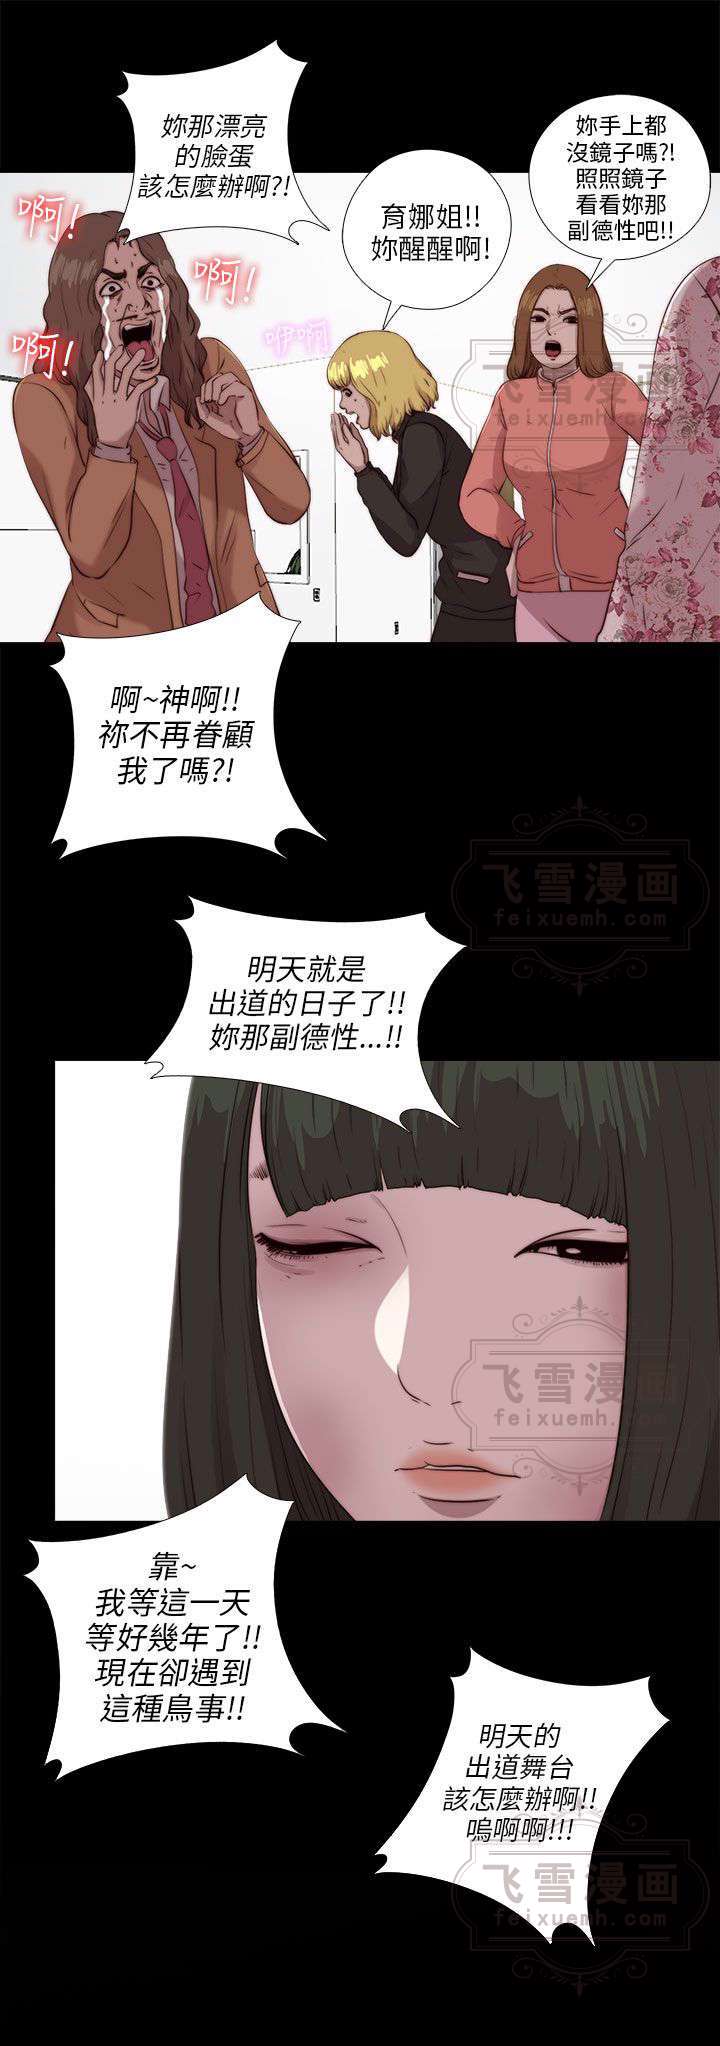 妳那漂亮
的臉蛋
該怎麼辦啊?!
育娜姐!!
妳醒醒啊!
妳手上都
沒鏡子嗎?!
照照鏡子
看看妳那
副德性吧!!
啊!
啊!
啊!
咿啊
飞雪漫画
feixuemh.com
啊~神啊!!
祢不再眷顧
我了嗎?!
飞雪漫画
feixuemh.com
明天就是
出道的日子了!!
妳那副德性...!!
飞雪漫画
feixuemh.com
靠~
我等這一天
等好幾年了!!
現在卻遇到
這種鳥事!!
明天的
出道舞台
該怎麼辦啊!!
嗚啊啊!!!
飞雪漫画
feixuemh.com